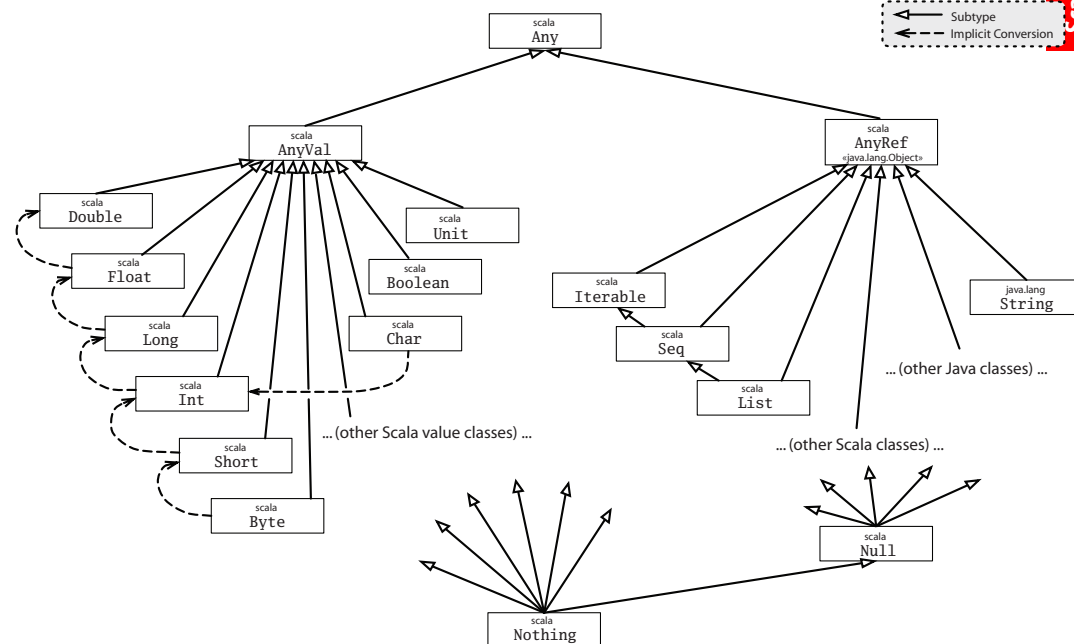 scala
Any
Subtype
Implicit Conversion
scala
AnyVal
scala
AnyRef
«java.lang.Object»
scala
Double
scala
Unit
scala
Float
scala
Boolean
scala
Iterable
java.lang
String
scala
Long
scala
Char
scala
Seq
... (other Java classes) ...
scala
Int
scala
List
... (other Scala value classes) ...
... (other Scala classes) ...
scala
Short
scala
Byte
scala
Null
scala
Nothing